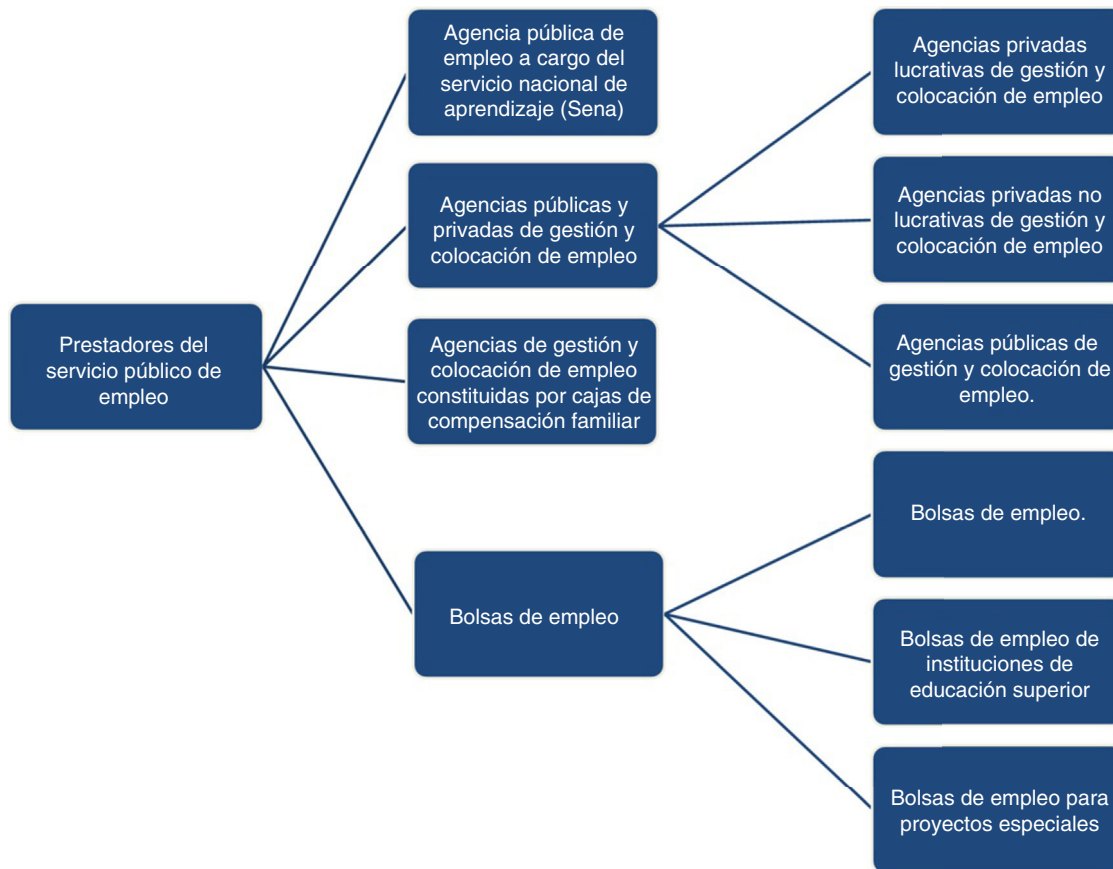 Prestadores del
servicio público de
empleo
Agencia pública de
empleo a cargo del
servicio nacional de
aprendizaje (Sena)
Agencias públicas y
privadas de gestión y
colocación de empleo
Agencias de gestión y
colocación de empleo
constituidas por cajas de
compensación familiar
Bolsas de empleo
Agencias privadas
lucrativas de gestión y
colocación de empleo
Agencias privadas no
lucrativas de gestión y
colocación de empleo
Agencias públicas de
gestión y colocación de
empleo.
Bolsas de empleo.
Bolsas de empleo de
instituciones de
educación superior
Bolsas de empleo para
proyectos especiales